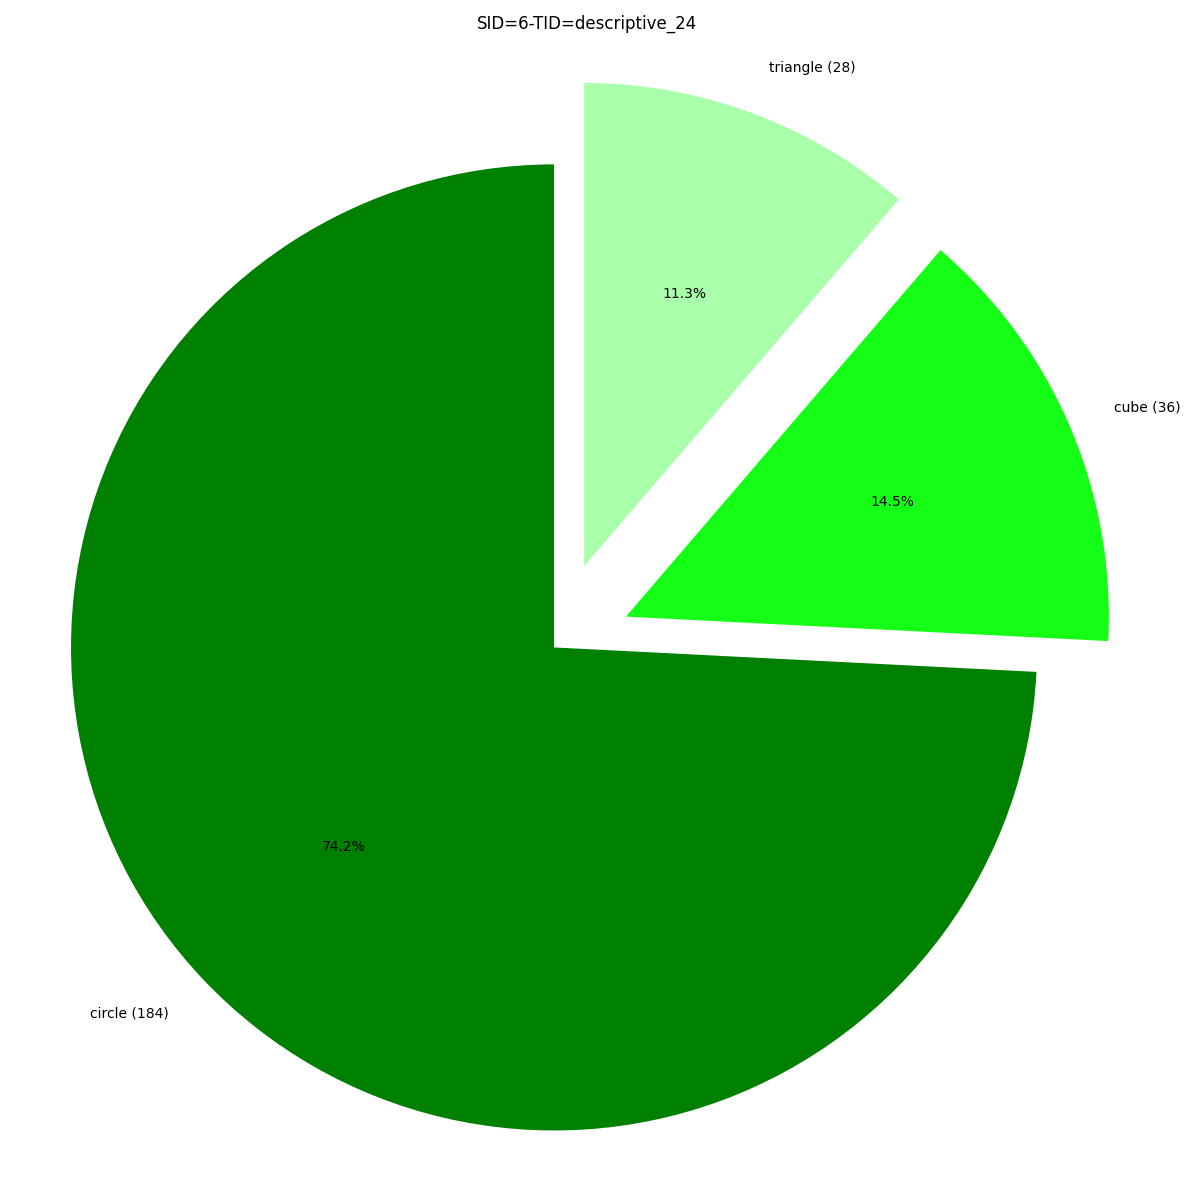 SID=6-TID=descriptive_24
triangle (28)
11.3%
cube (36)
14.5%
74.2%
circle (184)